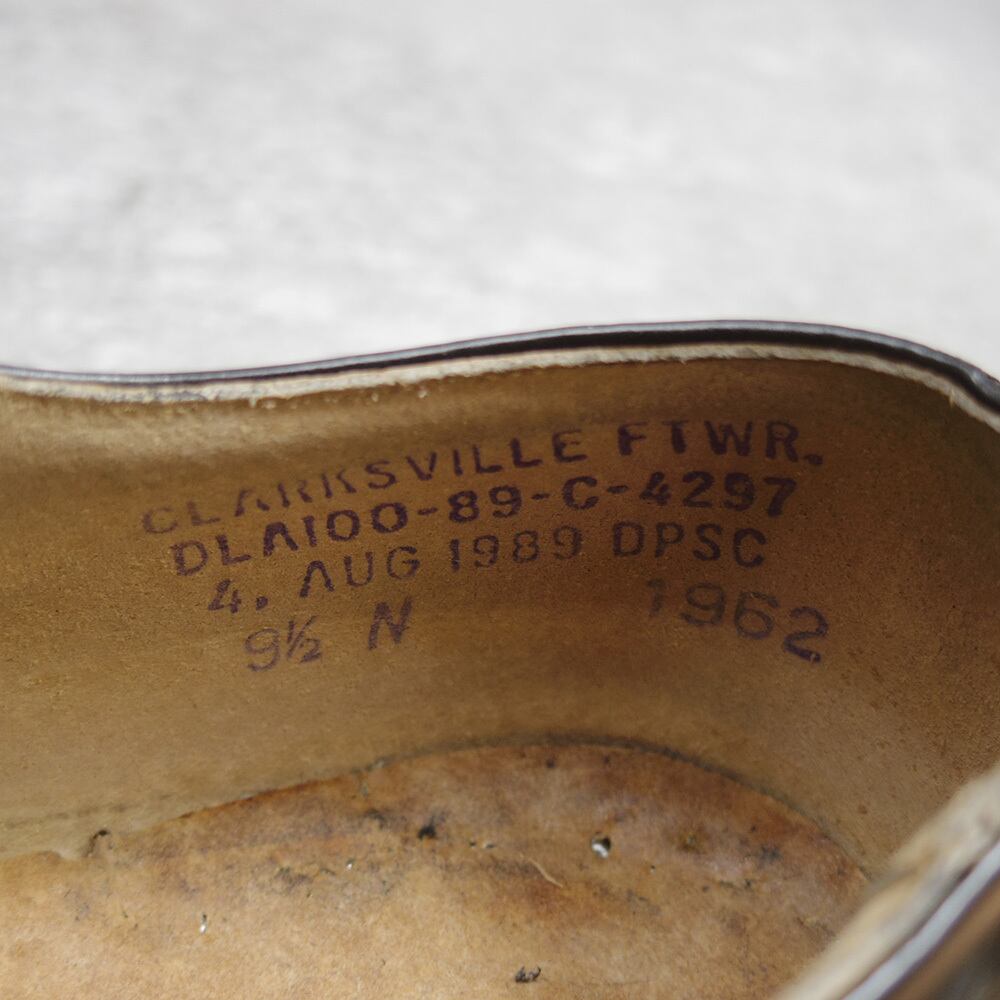 CLARKSVILLE FTWR.
DLA100-89-C-4297
4. AUG 1989 DPSC
9½ N 1962